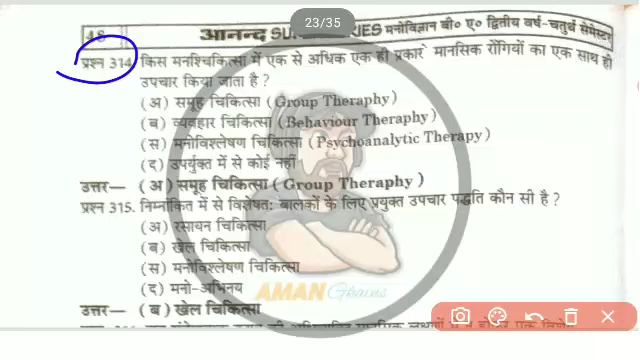 23/35
48 आनन्द SU RIES मनोविज्ञान बी० ए० द्वितीय वर्ष-चतुर्थ सेमेस्टर
प्रश्न 314. किस मनश्चिकित्सा में एक से अधिक एक ही प्रकार मानसिक रोगियों का एक साथ ही
उपचार किया जाता है ?
(अ) समूह चिकित्सा (Group Theraphy)
(ब) व्यवहार चिकित्सा (Behaviour Theraphy)
(स) मनोविश्लेषण चिकित्सा (Psychoanalytic Therapy)
(द) उपर्युक्त में से कोई नहीं
उत्तर— (अ) समूह चिकित्सा (Group Theraphy)
प्रश्न 315. निम्नांकित में से विशेषतः बालकों के लिए प्रयुक्त उपचार पद्धति कौन सी है ?
(अ) रसायन चिकित्सा
(ब) खेल चिकित्सा
(स) मनोविश्लेषण चिकित्सा
(द) मनो-अभिनय
AMAN Ghains
उत्तर— (ब) खेल चिकित्सा